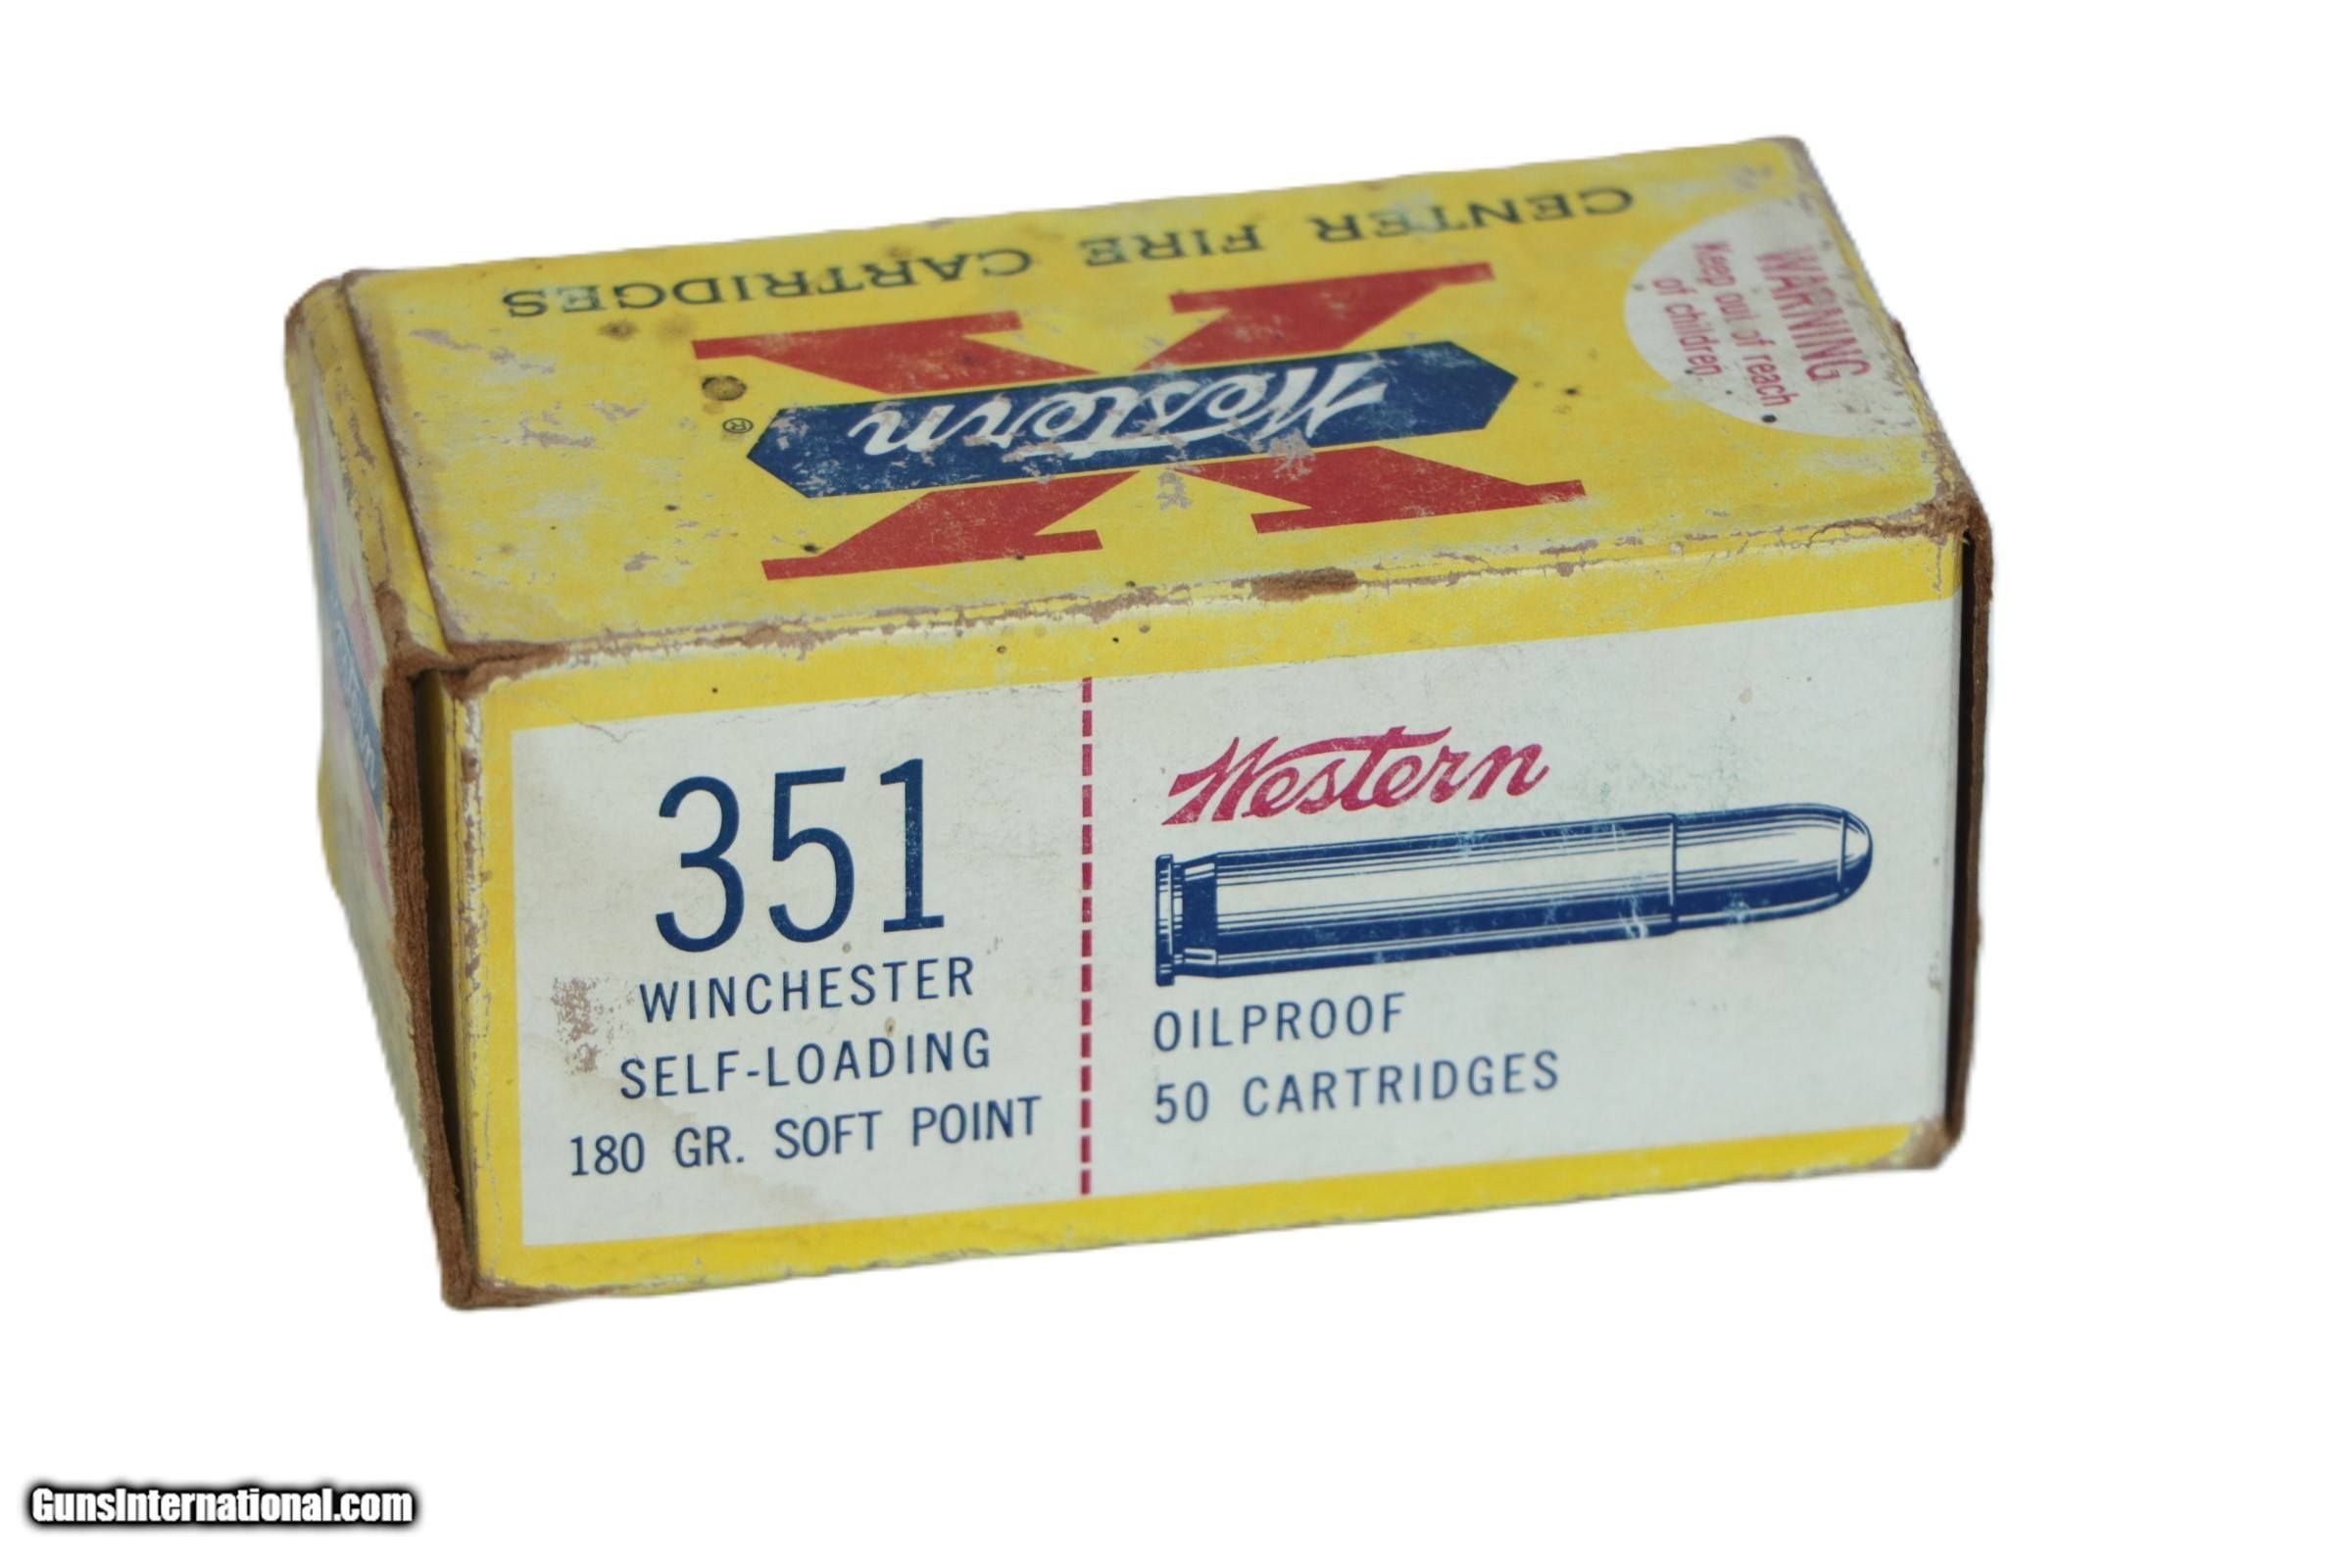 CENTER FIRE CARTRIDGES
Western
®
WARNING
Keep out of reach
of children.
351
WINCHESTER
SELF-LOADING
180 GR. SOFT POINT
Western
OILPROOF
50 CARTRIDGES
Western
GunsInternational.com